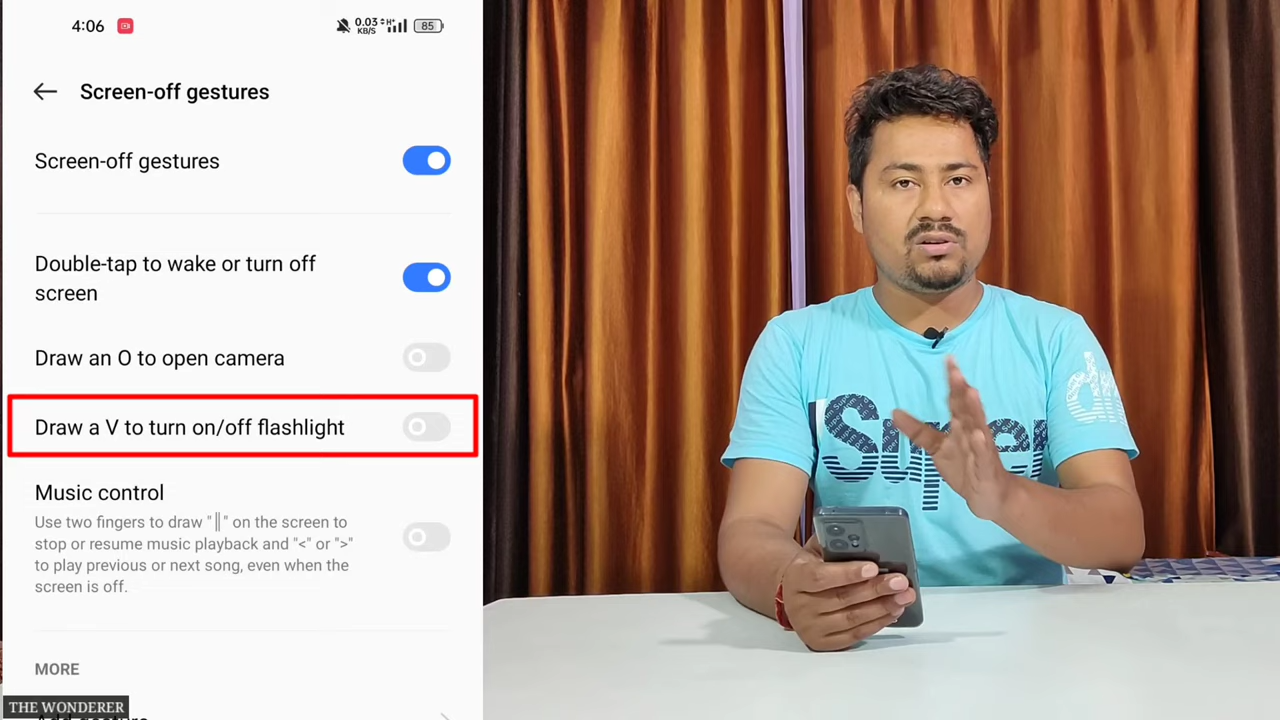 4:06
0.03 KB/S
H+
85
Screen-off gestures
Screen-off gestures
Double-tap to wake or turn off
screen
Draw an O to open camera
Draw a V to turn on/off flashlight
Music control
Use two fingers to draw "||" on the screen to
stop or resume music playback and "<" or ">"
to play previous or next song, even when the
screen is off.
MORE
Add gesture
THE WONDERER
Super